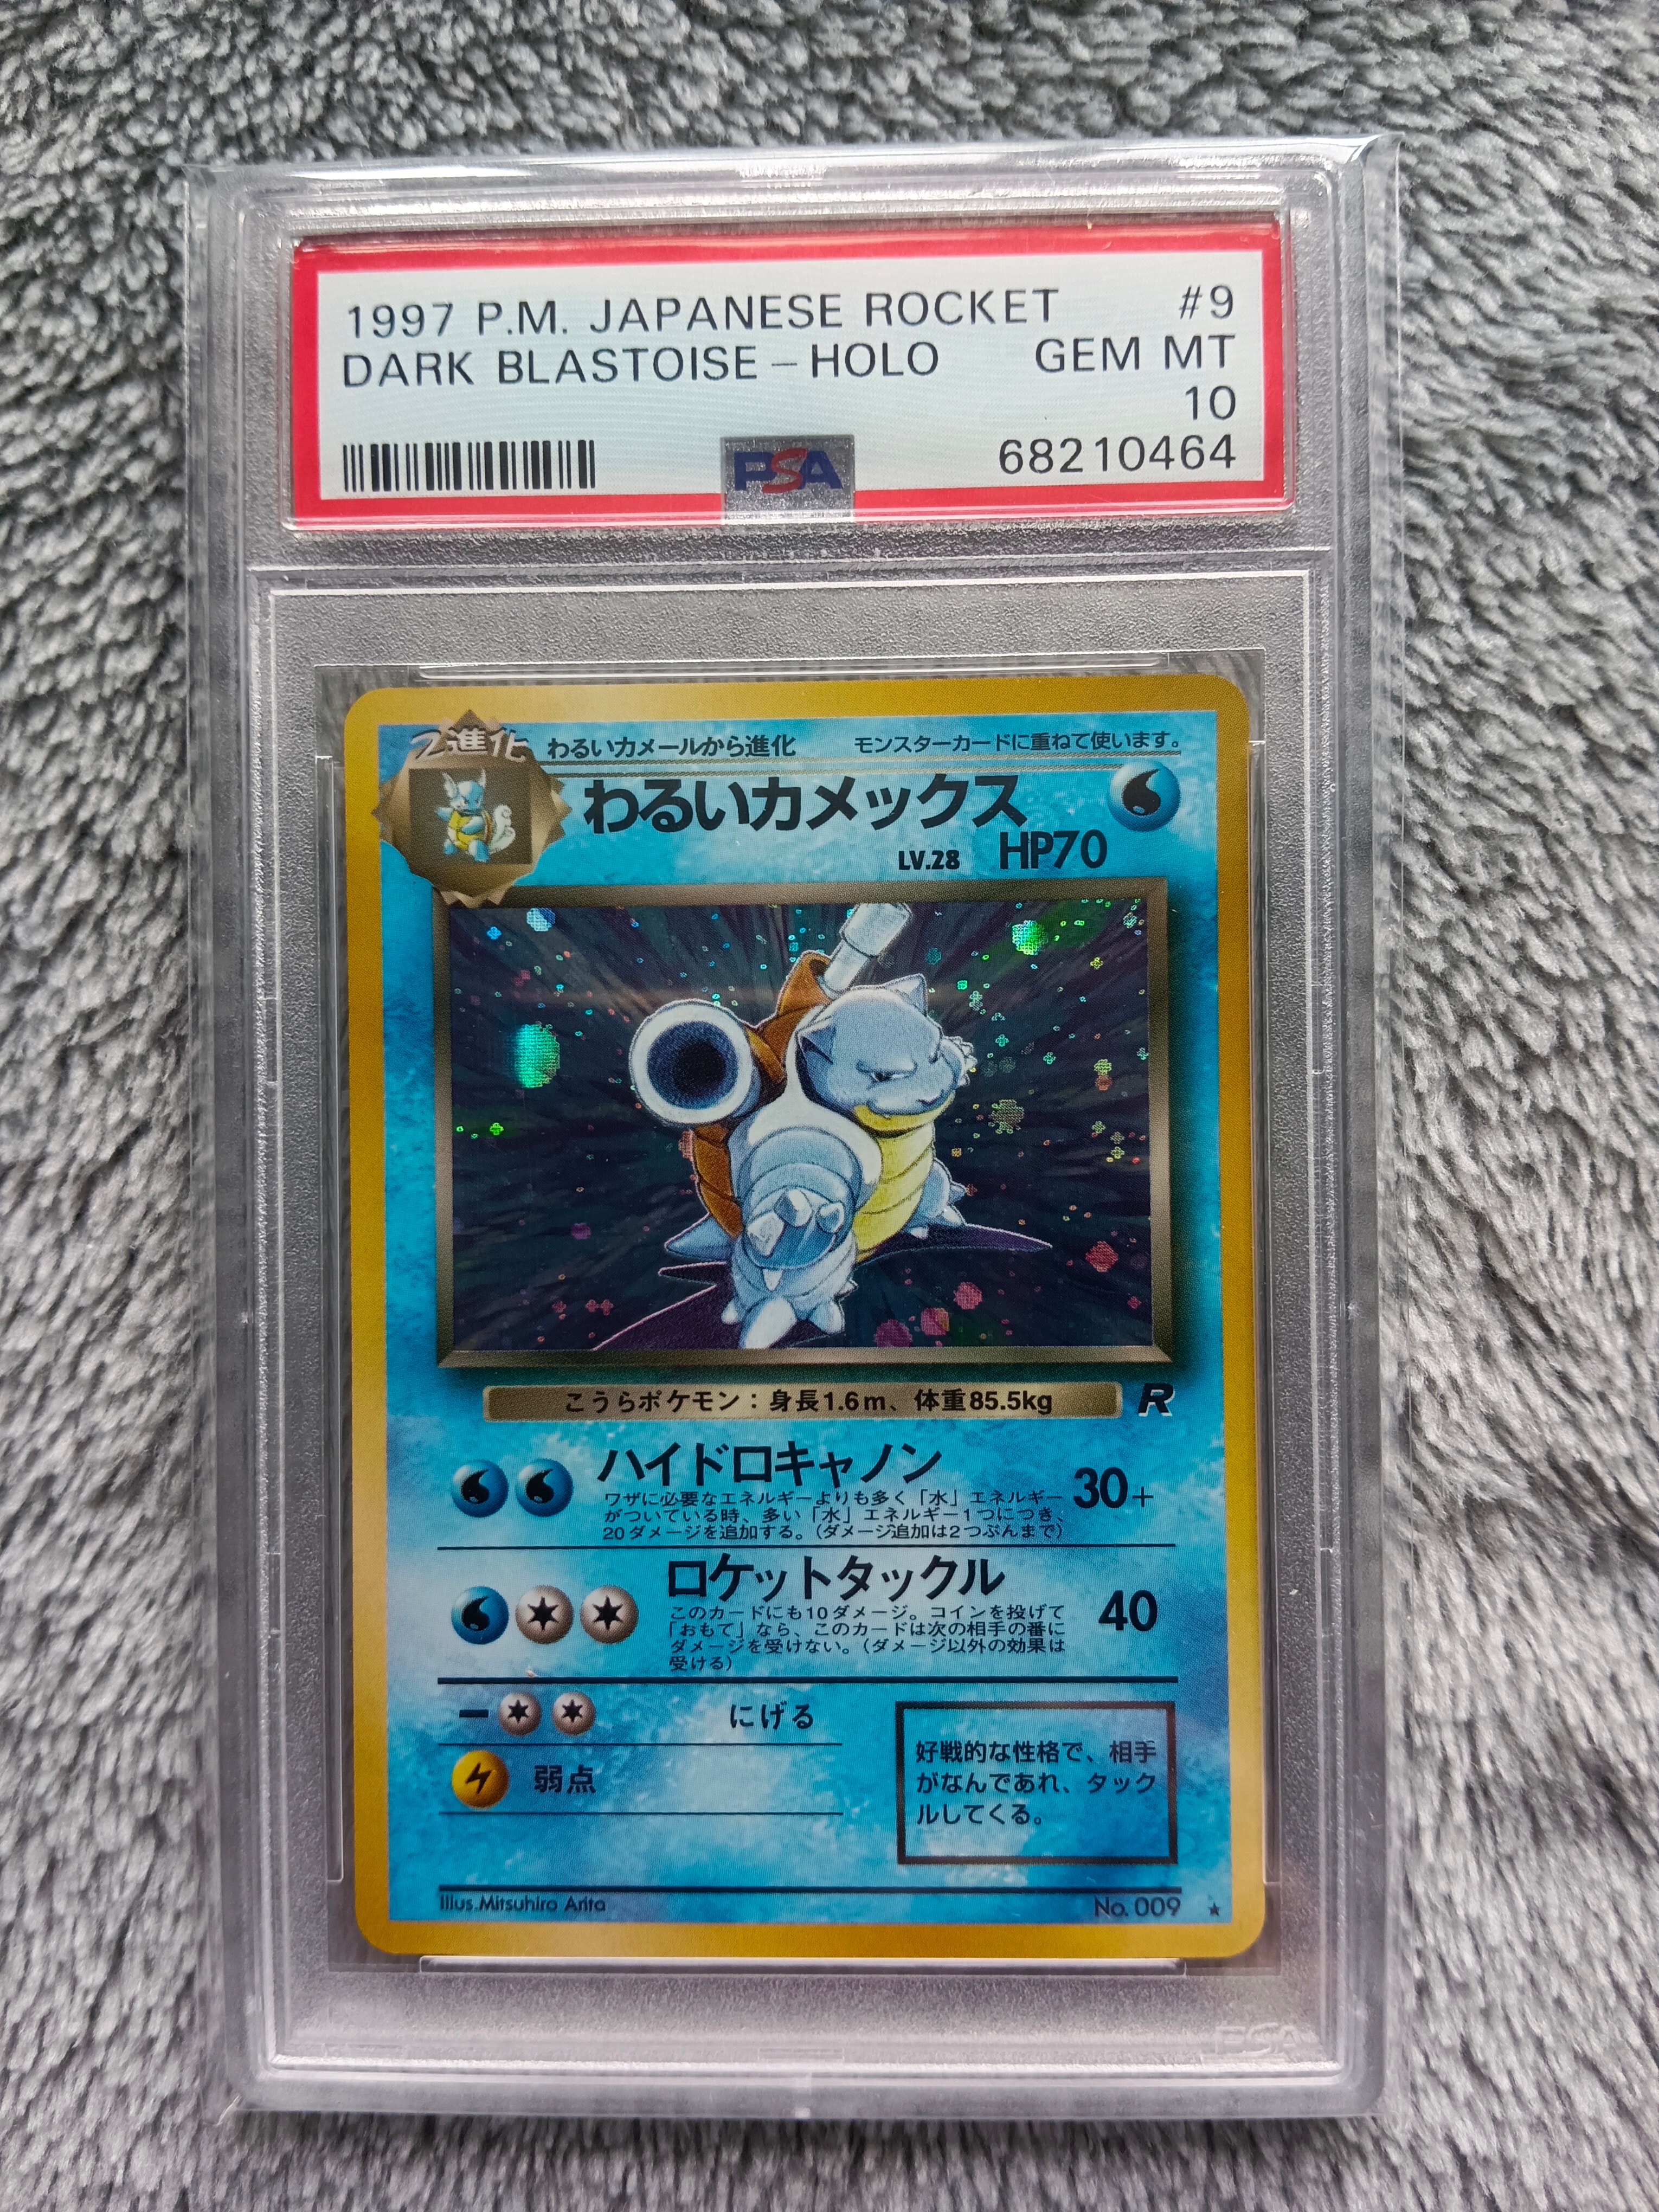 1997 P.M. JAPANESE ROCKET #9
DARK BLASTOISE - HOLO GEM MT
10
PSA 68210464
2進化 わるいカメールから進化 モンスターカードに重ねて使います。
わるいカメックス
LV.28 HP70
こうらポケモン：身長1.6m、体重85.5kg R
ハイドロキャノン
ワザに必要なエネルギーよりも多く「水」エネルギー 30+
がついている時、多い「水」エネルギー1つにつき、
20ダメージを追加する。（ダメージ追加は2つぶんまで）
ロケットタックル
このカードにも10ダメージ。コインを投げて 40
「おもて」なら、このカードは次の相手の番に
ダメージを受けない。（ダメージ以外の効果は
受ける）
にげる
弱点
好戦的な性格で、相手
がなんであれ、タック
ルしてくる。
Illus.Mitsuhiro Arita No.009 ★
PSA